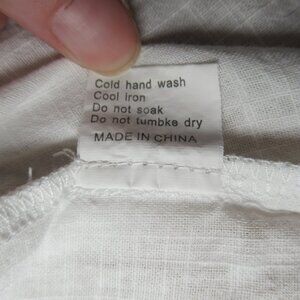 Cold hand wash
Cool iron
Do not soak
Do not tumbke dry
MADE IN CHINA